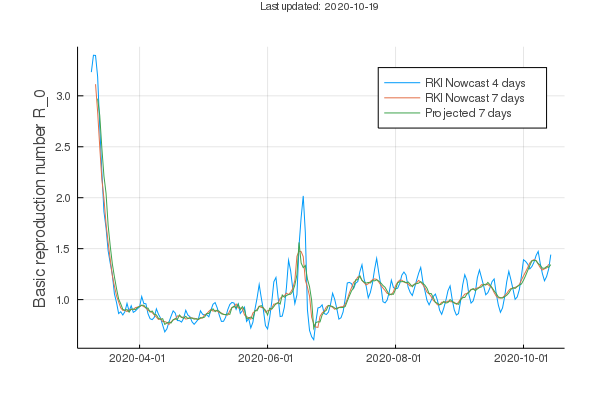 Last updated: 2020-10-19
Basic reproduction number R_0
3.0
2.5
2.0
1.5
1.0
RKI Nowcast 4 days
RKI Nowcast 7 days
Projected 7 days
2020-04-01
2020-06-01
2020-08-01
2020-10-01